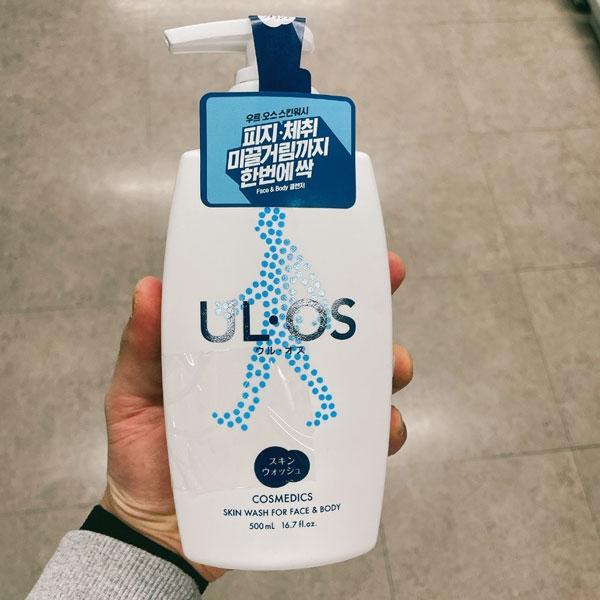 우르·오스 스킨워시
피지·체취
미끌거림까지
한번에 싹
Face & Body 클렌저
UL·OS
ウル・オス
スキン
ウォッシュ
COSMEDICS
SKIN WASH FOR FACE & BODY
500mL 16.7 fl.oz.